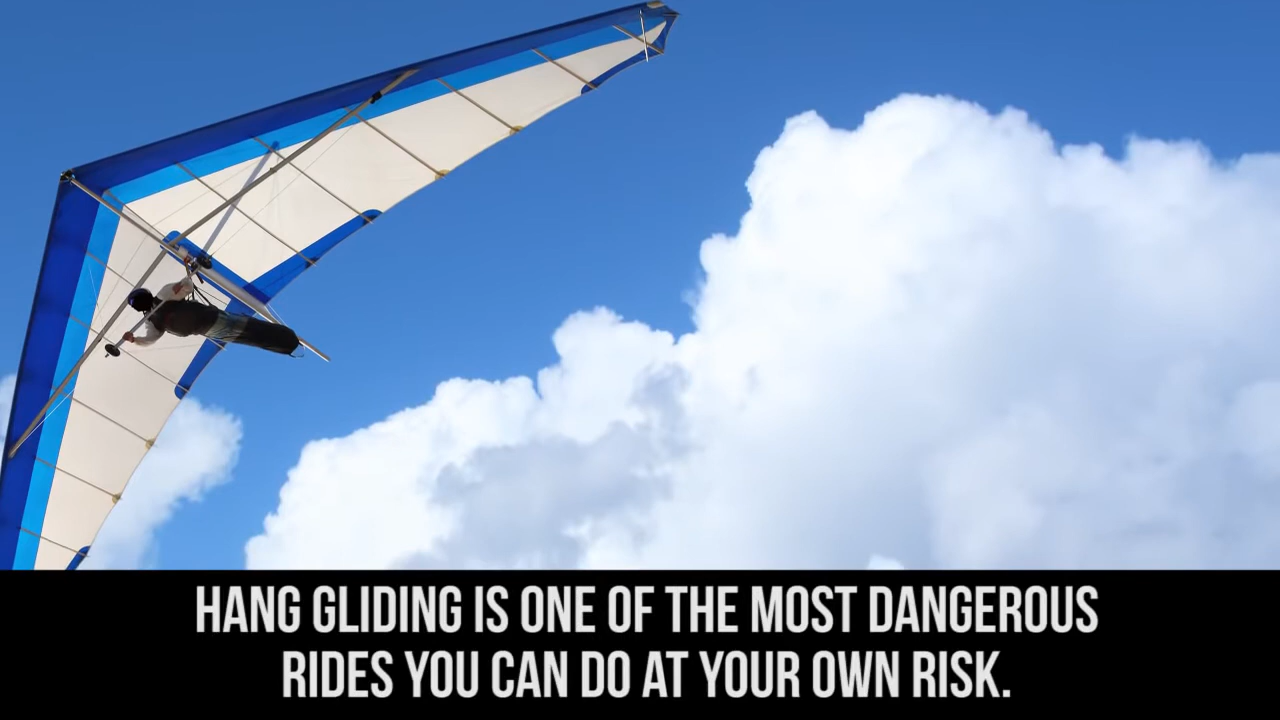 HANG GLIDING IS ONE OF THE MOST DANGEROUS
RIDES YOU CAN DO AT YOUR OWN RISK.